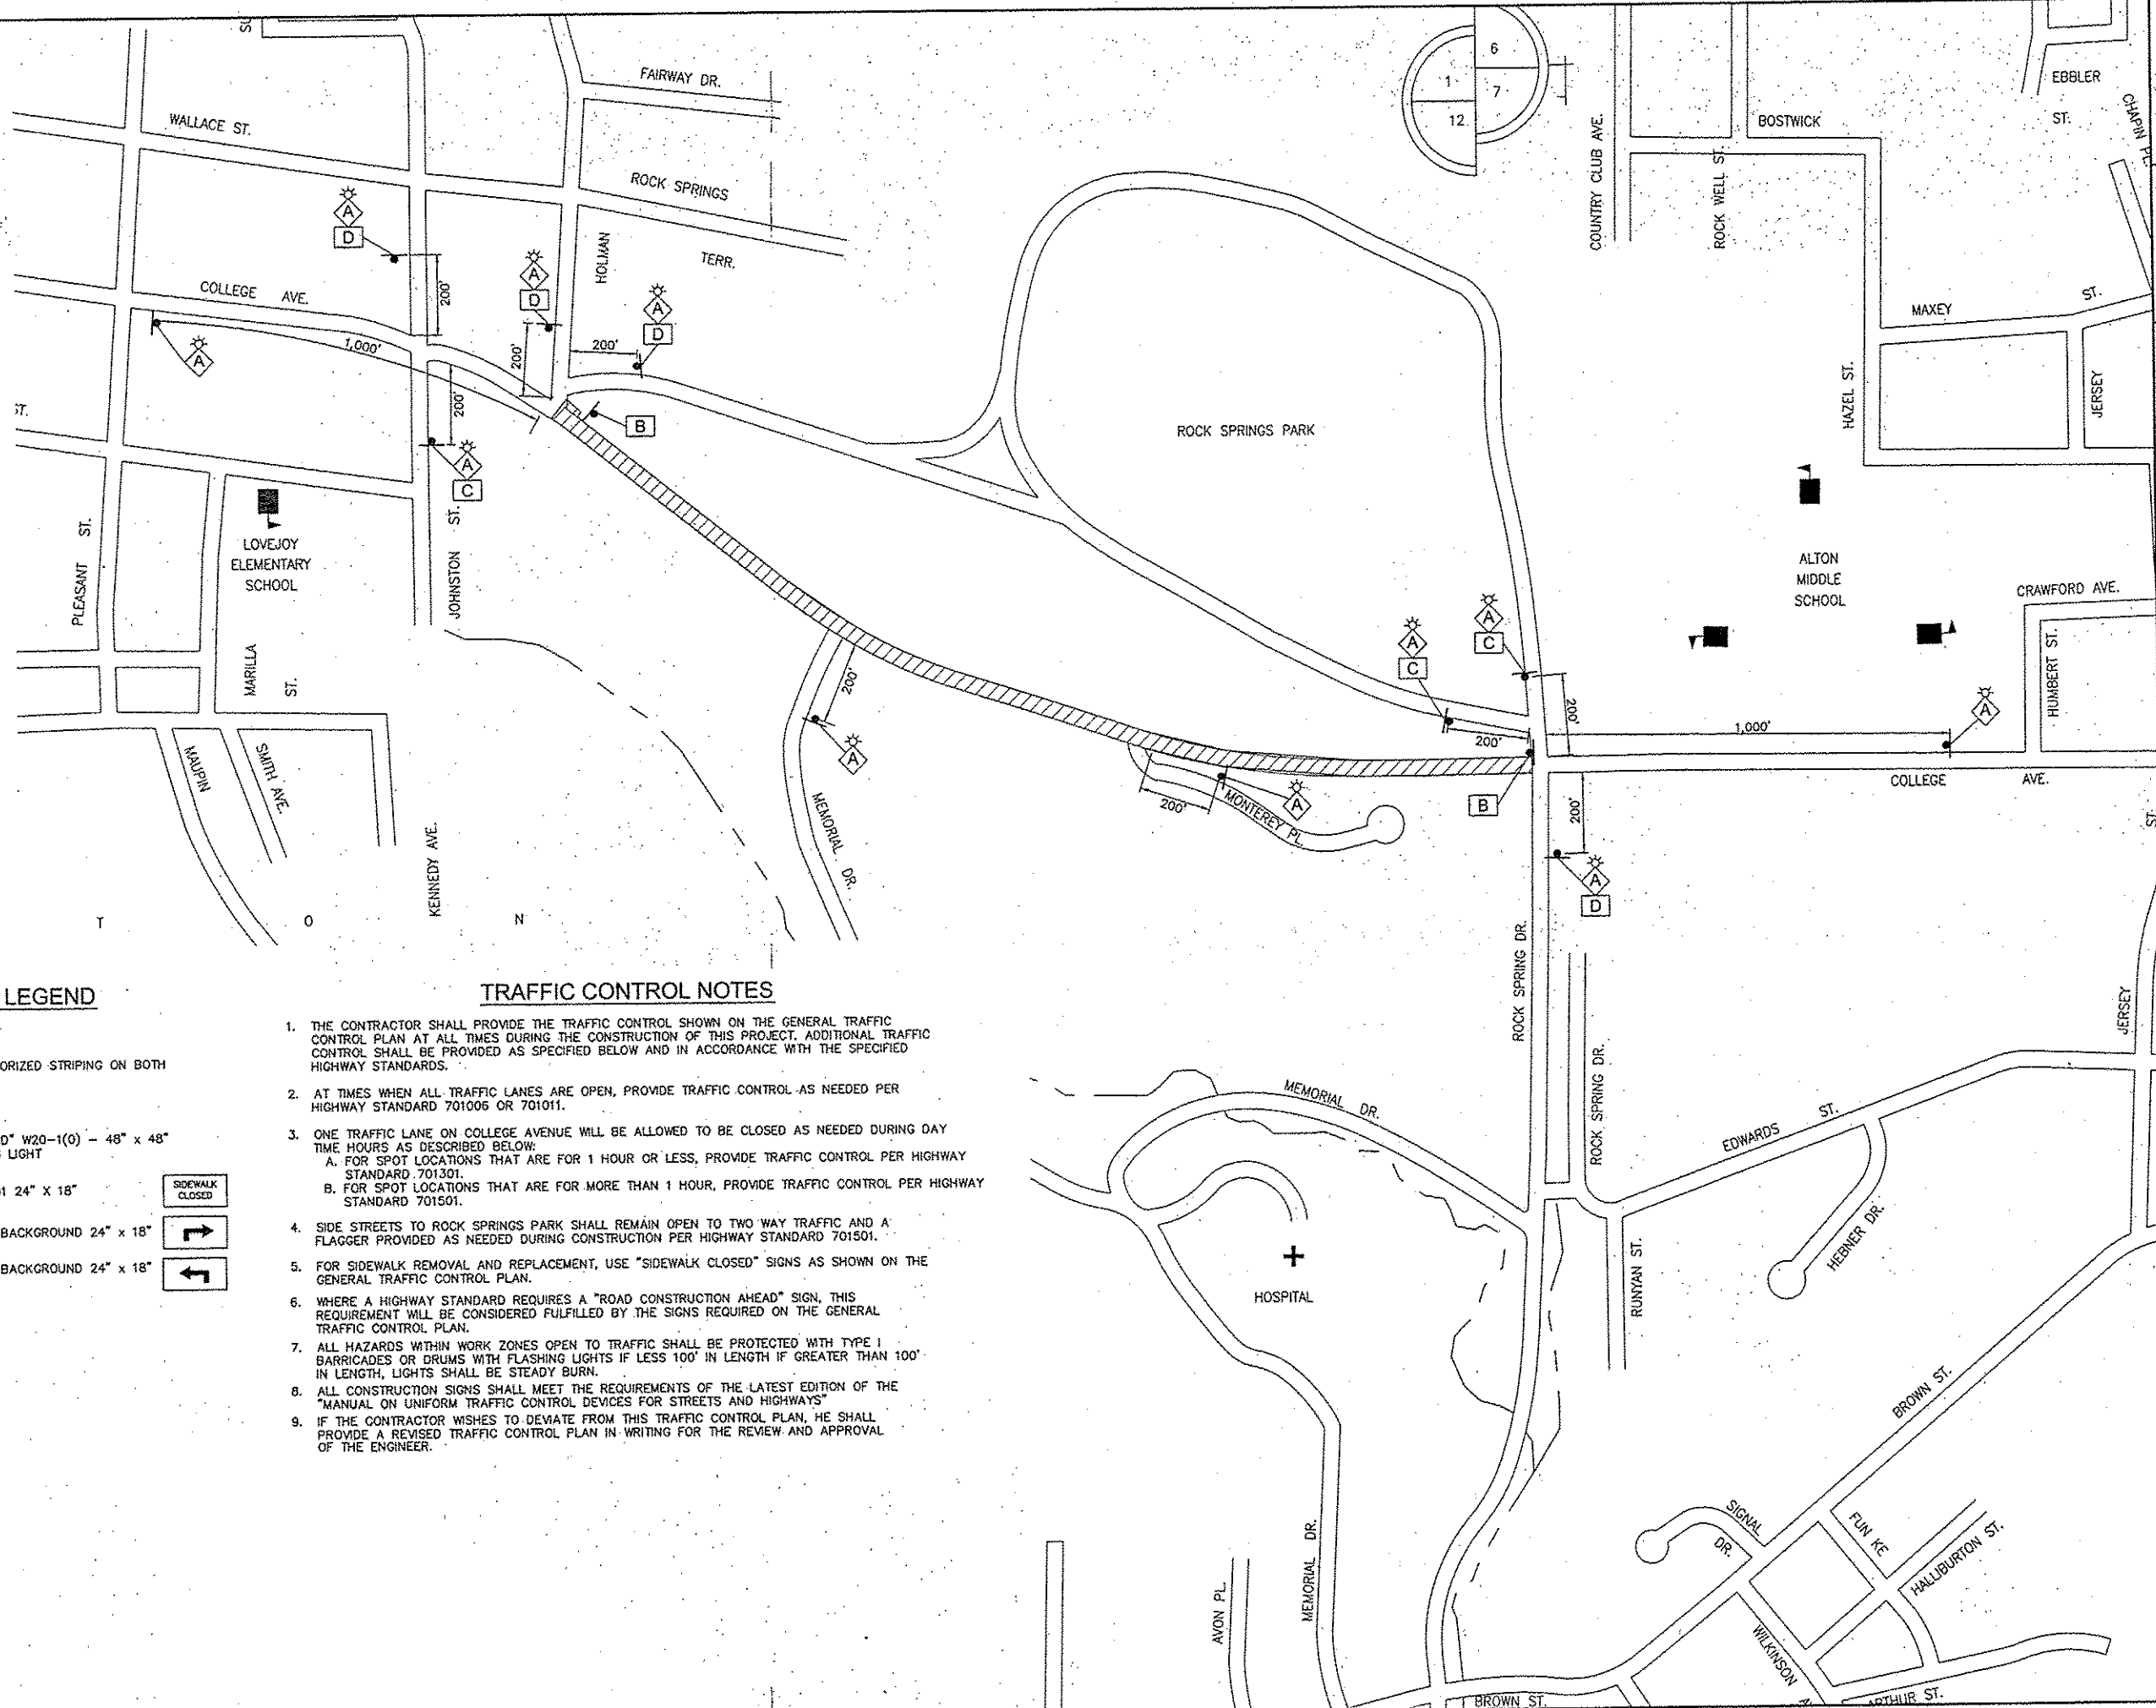 FAIRWAY DR.
WALLACE ST.
ROCK SPRINGS
TERR.
HOLMAN
COLLEGE AVE.
A
D
200'
A
D
200'
A
D
200'
A
1,000'
200'
A
C
B
ST.
6
1
7
12
COUNTRY CLUB AVE.
ROCK WELL ST.
BOSTWICK
EBBLER
ST.
CHAPIN
MAXEY
ST.
HAZEL ST.
JERSEY
ROCK SPRINGS PARK
PLEASANT ST.
LOVEJOY
ELEMENTARY
SCHOOL
JOHNSTON ST.
MARILLA
ST.
ALTON
MIDDLE
SCHOOL
CRAWFORD AVE.
HUMBERT ST.
A
C
A
C
200'
200'
1,000'
A
COLLEGE AVE.
200'
A
MEMORIAL DR.
200'
MONTEREY PL.
A
B
200'
A
D
MAUPIN
SMITH AVE.
KENNEDY AVE.
T O N
ROCK SPRING DR.
ROCK SPRING DR.
JERSEY
LEGEND
ORIZED STRIPING ON BOTH
D" W20-1(O) - 48" x 48"
LIGHT
1 24" X 18"
SIDEWALK
CLOSED
BACKGROUND 24" x 18"
BACKGROUND 24" x 18"
TRAFFIC CONTROL NOTES
1. THE CONTRACTOR SHALL PROVIDE THE TRAFFIC CONTROL SHOWN ON THE GENERAL TRAFFIC
CONTROL PLAN AT ALL TIMES DURING THE CONSTRUCTION OF THIS PROJECT. ADDITIONAL TRAFFIC
CONTROL SHALL BE PROVIDED AS SPECIFIED BELOW AND IN ACCORDANCE WITH THE SPECIFIED
HIGHWAY STANDARDS.
2. AT TIMES WHEN ALL TRAFFIC LANES ARE OPEN, PROVIDE TRAFFIC CONTROL AS NEEDED PER
HIGHWAY STANDARD 701006 OR 701011.
3. ONE TRAFFIC LANE ON COLLEGE AVENUE WILL BE ALLOWED TO BE CLOSED AS NEEDED DURING DAY
TIME HOURS AS DESCRIBED BELOW:
A. FOR SPOT LOCATIONS THAT ARE FOR 1 HOUR OR LESS, PROVIDE TRAFFIC CONTROL PER HIGHWAY
STANDARD 701301.
B. FOR SPOT LOCATIONS THAT ARE FOR MORE THAN 1 HOUR, PROVIDE TRAFFIC CONTROL PER HIGHWAY
STANDARD 701501.
4. SIDE STREETS TO ROCK SPRINGS PARK SHALL REMAIN OPEN TO TWO WAY TRAFFIC AND A
FLAGGER PROVIDED AS NEEDED DURING CONSTRUCTION PER HIGHWAY STANDARD 701501.
5. FOR SIDEWALK REMOVAL AND REPLACEMENT, USE "SIDEWALK CLOSED" SIGNS AS SHOWN ON THE
GENERAL TRAFFIC CONTROL PLAN.
6. WHERE A HIGHWAY STANDARD REQUIRES A "ROAD CONSTRUCTION AHEAD" SIGN, THIS
REQUIREMENT WILL BE CONSIDERED FULFILLED BY THE SIGNS REQUIRED ON THE GENERAL
TRAFFIC CONTROL PLAN.
7. ALL HAZARDS WITHIN WORK ZONES OPEN TO TRAFFIC SHALL BE PROTECTED WITH TYPE I
BARRICADES OR DRUMS WITH FLASHING LIGHTS IF LESS 100' IN LENGTH IF GREATER THAN 100'
IN LENGTH, LIGHTS SHALL BE STEADY BURN.
8. ALL CONSTRUCTION SIGNS SHALL MEET THE REQUIREMENTS OF THE LATEST EDITION OF THE
"MANUAL ON UNIFORM TRAFFIC CONTROL DEVICES FOR STREETS AND HIGHWAYS"
9. IF THE CONTRACTOR WISHES TO DEVIATE FROM THIS TRAFFIC CONTROL PLAN, HE SHALL
PROVIDE A REVISED TRAFFIC CONTROL PLAN IN WRITING FOR THE REVIEW AND APPROVAL
OF THE ENGINEER.
MEMORIAL DR.
EDWARDS ST.
HEBNER DR.
RUNYAN ST.
HOSPITAL
BROWN ST.
SIGNAL
DR.
FUN KE
HALLIBURTON ST.
WILKINSON
AVON PL.
MEMORIAL DR.
BROWN ST.
ARTHUR ST.